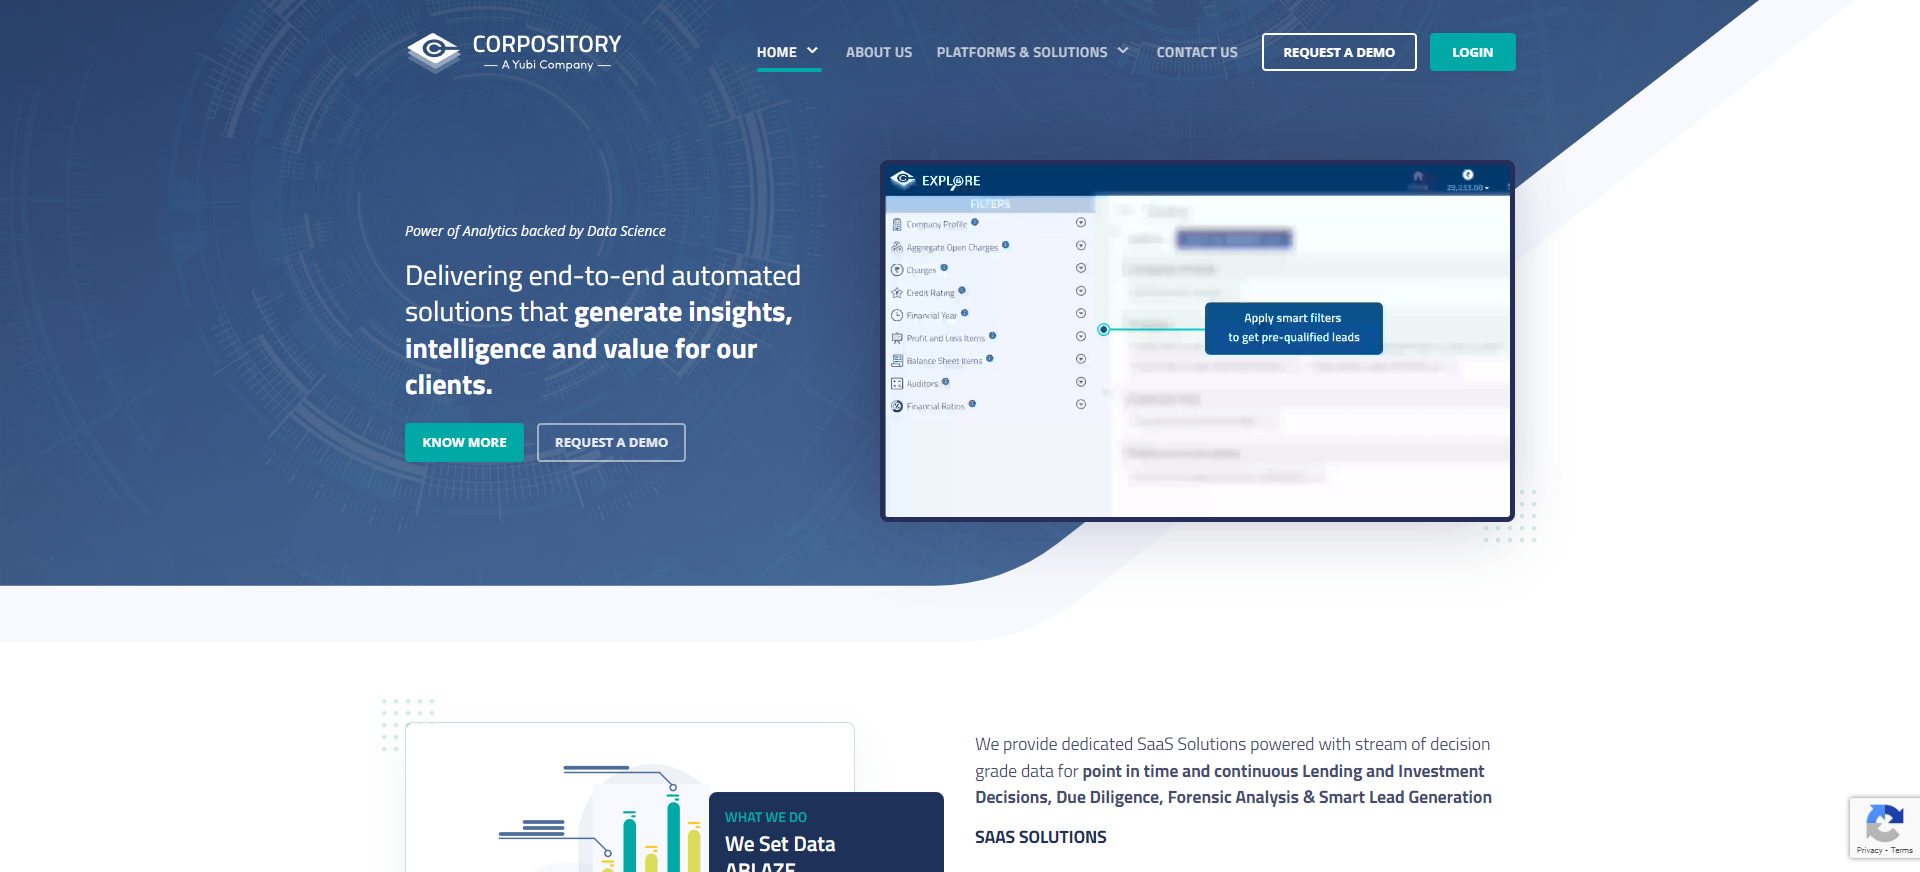 CORPOSITORY
— A Yubi Company —
HOME
ABOUT US
PLATFORMS & SOLUTIONS
CONTACT US
REQUEST A DEMO
LOGIN
Power of Analytics backed by Data Science
Delivering end-to-end automated
solutions that generate insights,
intelligence and value for our
clients.
KNOW MORE
REQUEST A DEMO
EXPLORE
FILTERS
Company Profile
Aggregate Open Charges
Charges
Credit Rating
Financial Year
Profit and Loss Items
Balance Sheet Items
Auditors
Financial Ratios
Apply smart filters
to get pre-qualified leads
WHAT WE DO
We Set Data
ABLAZE
We provide dedicated SaaS Solutions powered with stream of decision
grade data for point in time and continuous Lending and Investment
Decisions, Due Diligence, Forensic Analysis & Smart Lead Generation
SAAS SOLUTIONS
Privacy - Terms